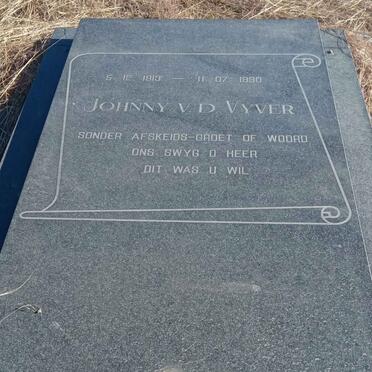 5. 12. 1913 — 11. 07. 1990
JOHNNY V D VYVER
SONDER AFSKEIDS-GROET OF WOORD
ONS SWYG O HEER
DIT WAS U WIL